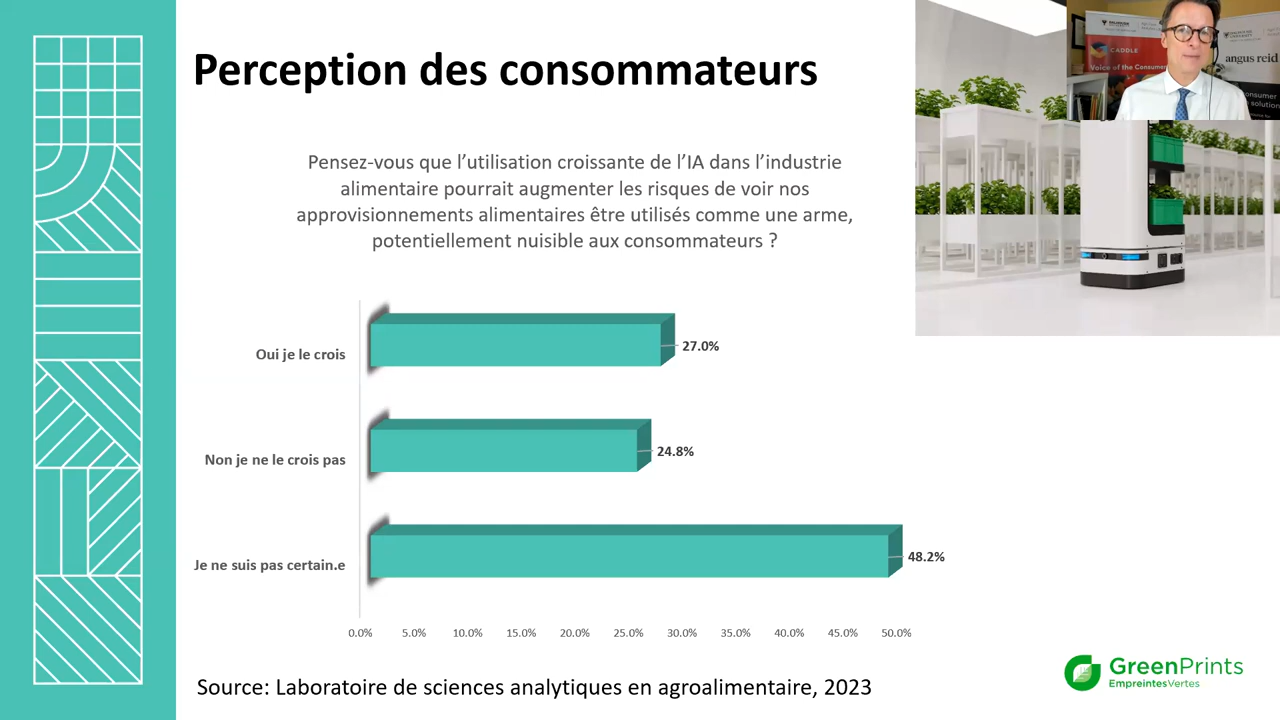 Perception des consommateurs
Pensez-vous que l’utilisation croissante de l’IA dans l’industrie
alimentaire pourrait augmenter les risques de voir nos
approvisionnements alimentaires être utilisés comme une arme,
potentiellement nuisible aux consommateurs ?
Oui je le crois
27.0%
Non je ne le crois pas
24.8%
Je ne suis pas certain.e
48.2%
0.0% 5.0% 10.0% 15.0% 20.0% 25.0% 30.0% 35.0% 40.0% 45.0% 50.0%
Source: Laboratoire de sciences analytiques en agroalimentaire, 2023
CADDLE
Voice of the Consumer
angus reid
GreenPrints
EmpreintesVertes